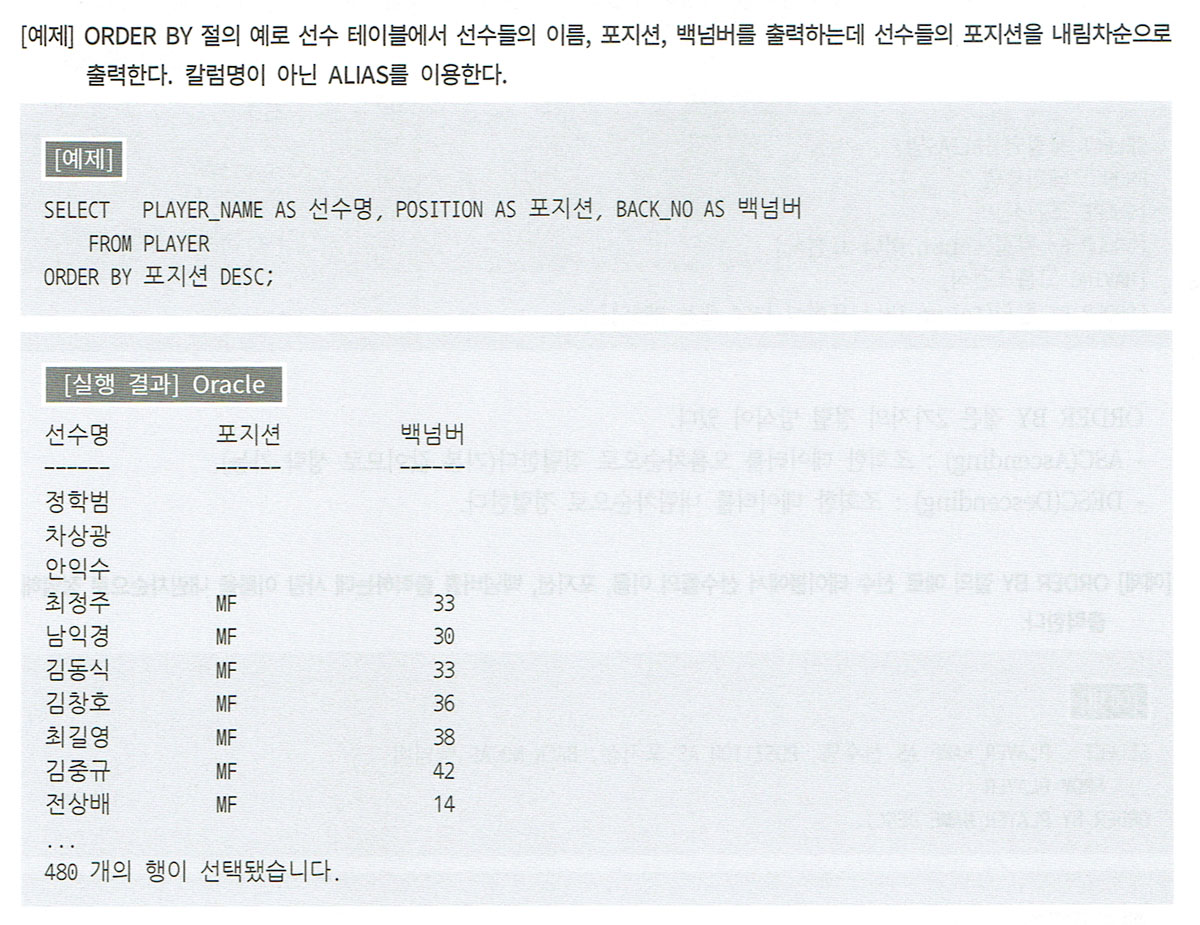 [예제] ORDER BY 절의 예로 선수 테이블에서 선수들의 이름, 포지션, 백넘버를 출력하는데 선수들의 포지션을 내림차순으로
출력한다. 칼럼명이 아닌 ALIAS를 이용한다.
[예제]
SELECT PLAYER_NAME AS 선수명, POSITION AS 포지션, BACK_NO AS 백넘버
FROM PLAYER
ORDER BY 포지션 DESC;
[실행 결과] Oracle
선수명 포지션 백넘버
------ ------ ------
정학범
차상광
안익수
최정주 MF 33
남익경 MF 30
김동식 MF 33
김창호 MF 36
최길영 MF 38
김중규 MF 42
전상배 MF 14
...
480 개의 행이 선택됐습니다.